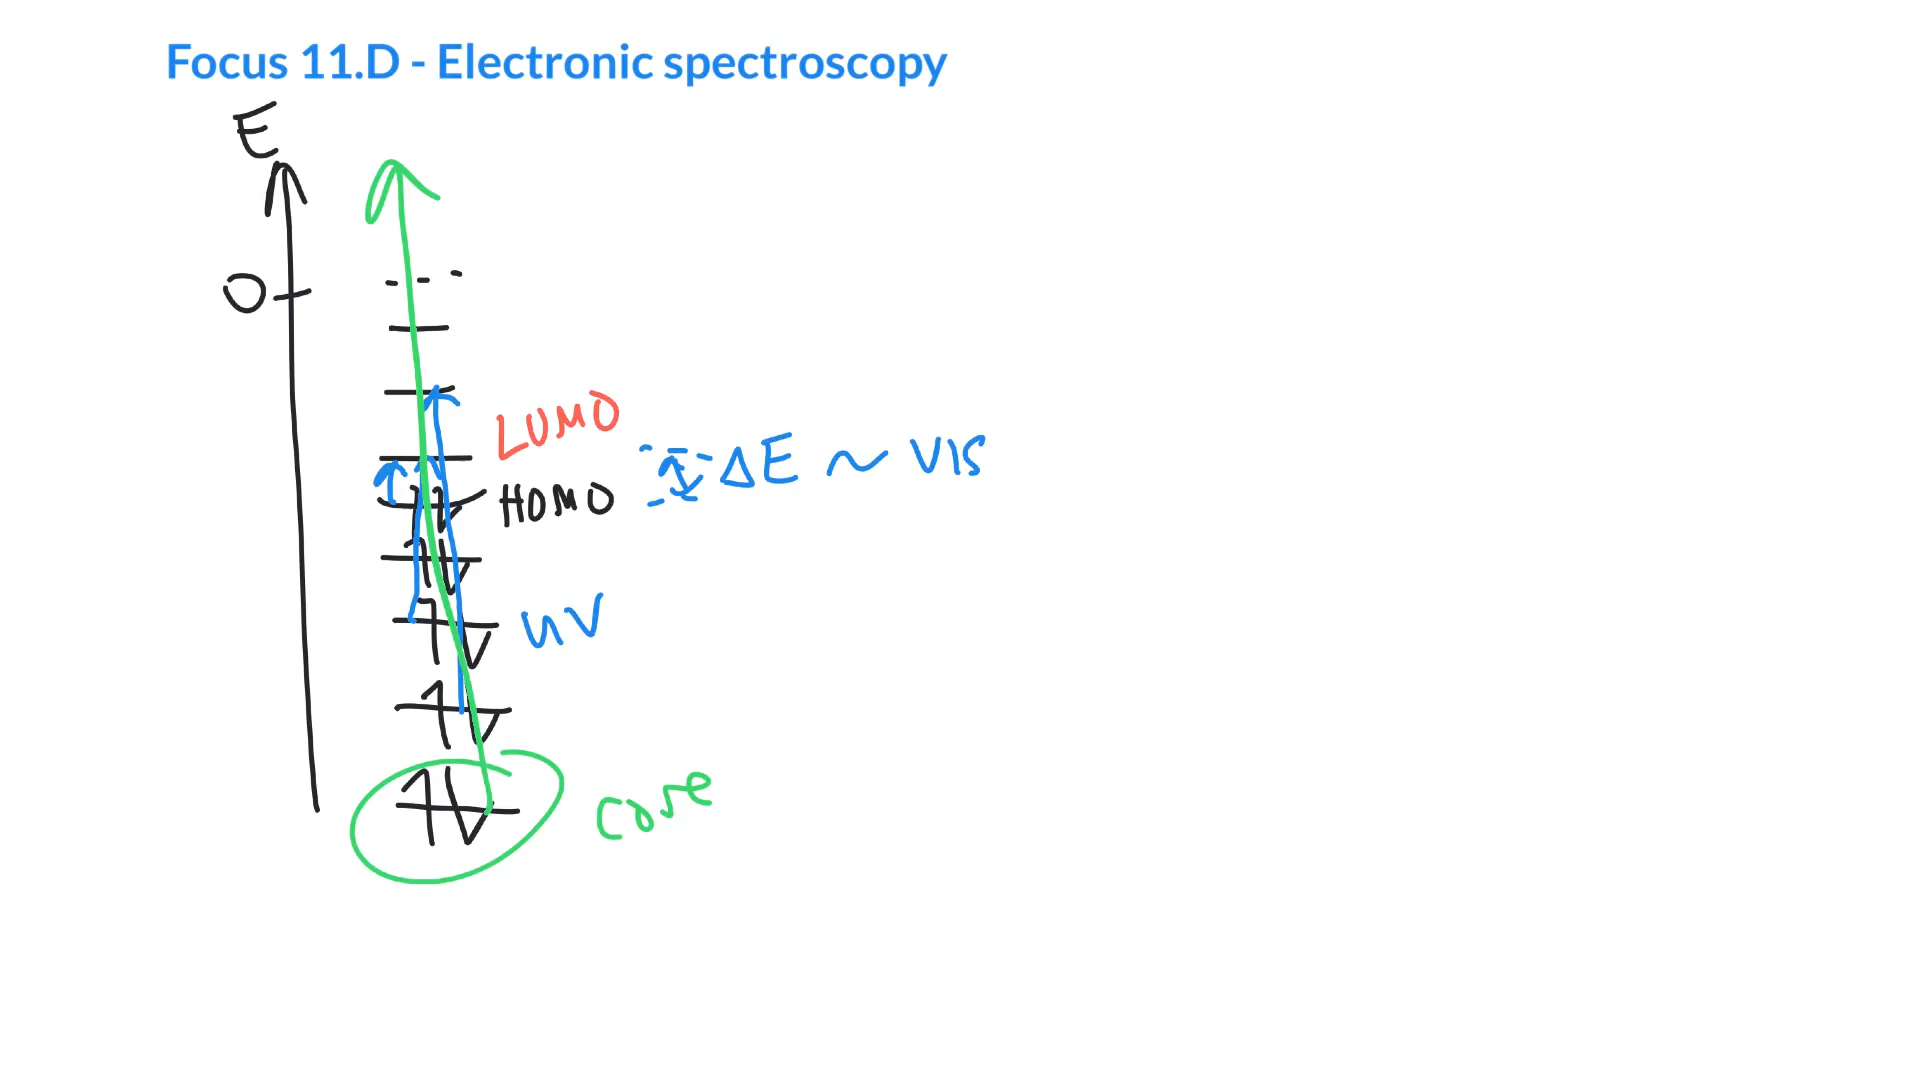 Focus 11.D - Electronic spectroscopy
E
0
LUMO
HOMO
ΔE ~ VIS
UV
core